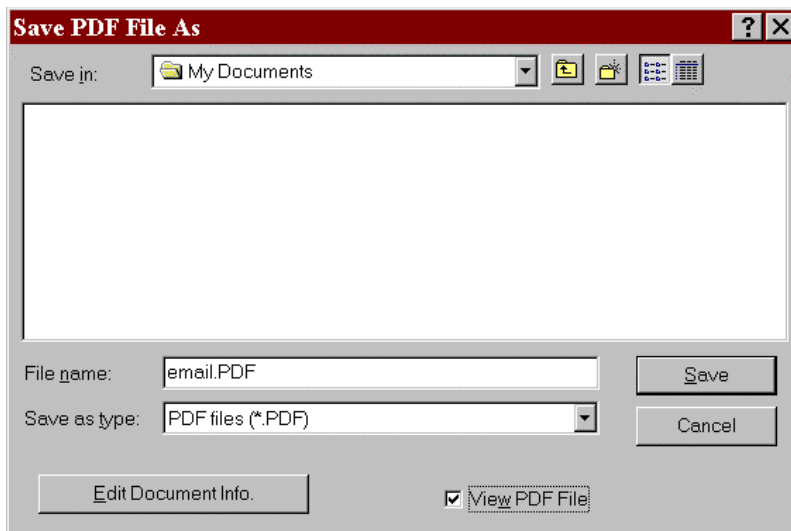 Save PDF File As
Save in: My Documents
File name: email.PDF Save
Save as type: PDF files (*.PDF) Cancel
Edit Document Info. View PDF File